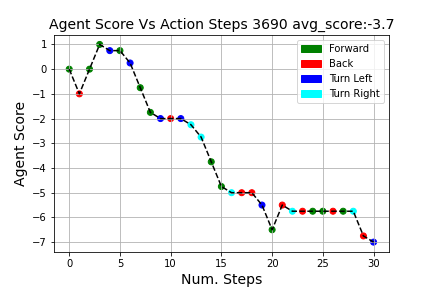 Agent Score Vs Action Steps 3690 avg_score:-3.7
1
0
−1
−2
−3
−4
−5
−6
−7
Agent Score
Forward
Back
Turn Left
Turn Right
0 5 10 15 20 25 30
Num. Steps